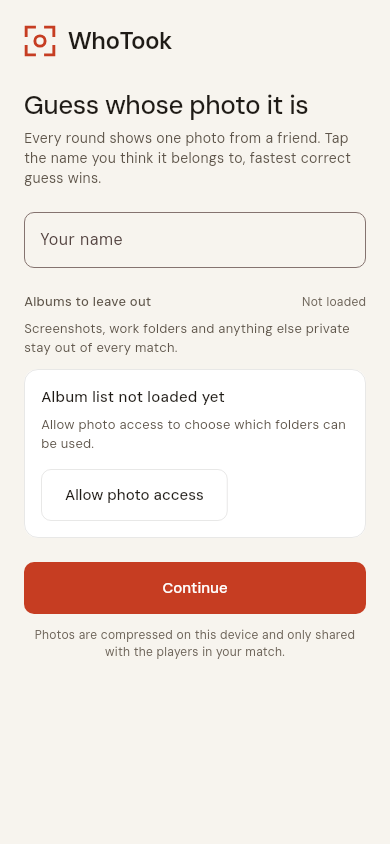 WhoTook
Guess whose photo it is
Every round shows one photo from a friend. Tap
the name you think it belongs to, fastest correct
guess wins.
Your name
Albums to leave out
Not loaded
Screenshots, work folders and anything else private
stay out of every match.
Album list not loaded yet
Allow photo access to choose which folders can
be used.
Allow photo access
Continue
Photos are compressed on this device and only shared
with the players in your match.